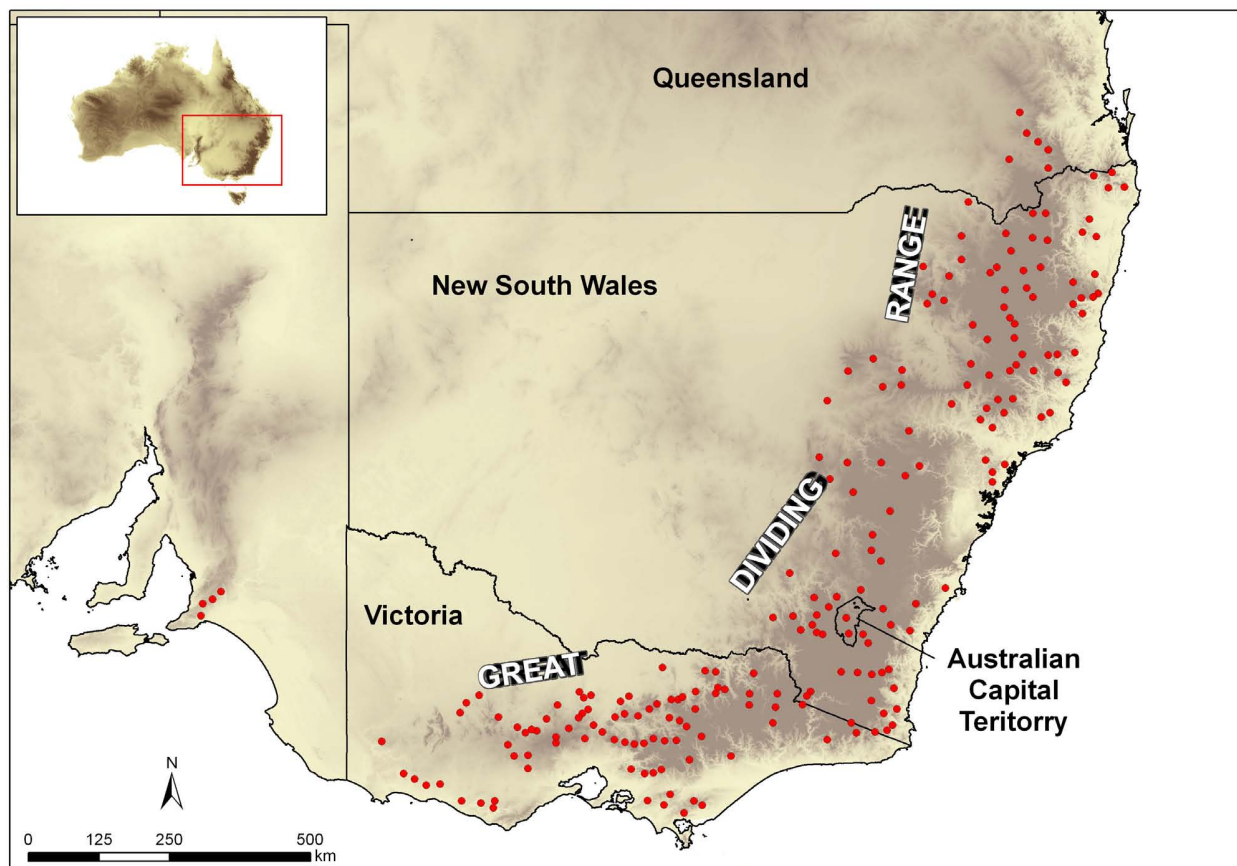 Queensland
New South Wales
RANGE
DIVIDING
Victoria
GREAT
Australian
Capital
Teritorry
N
0 125 250 500
km